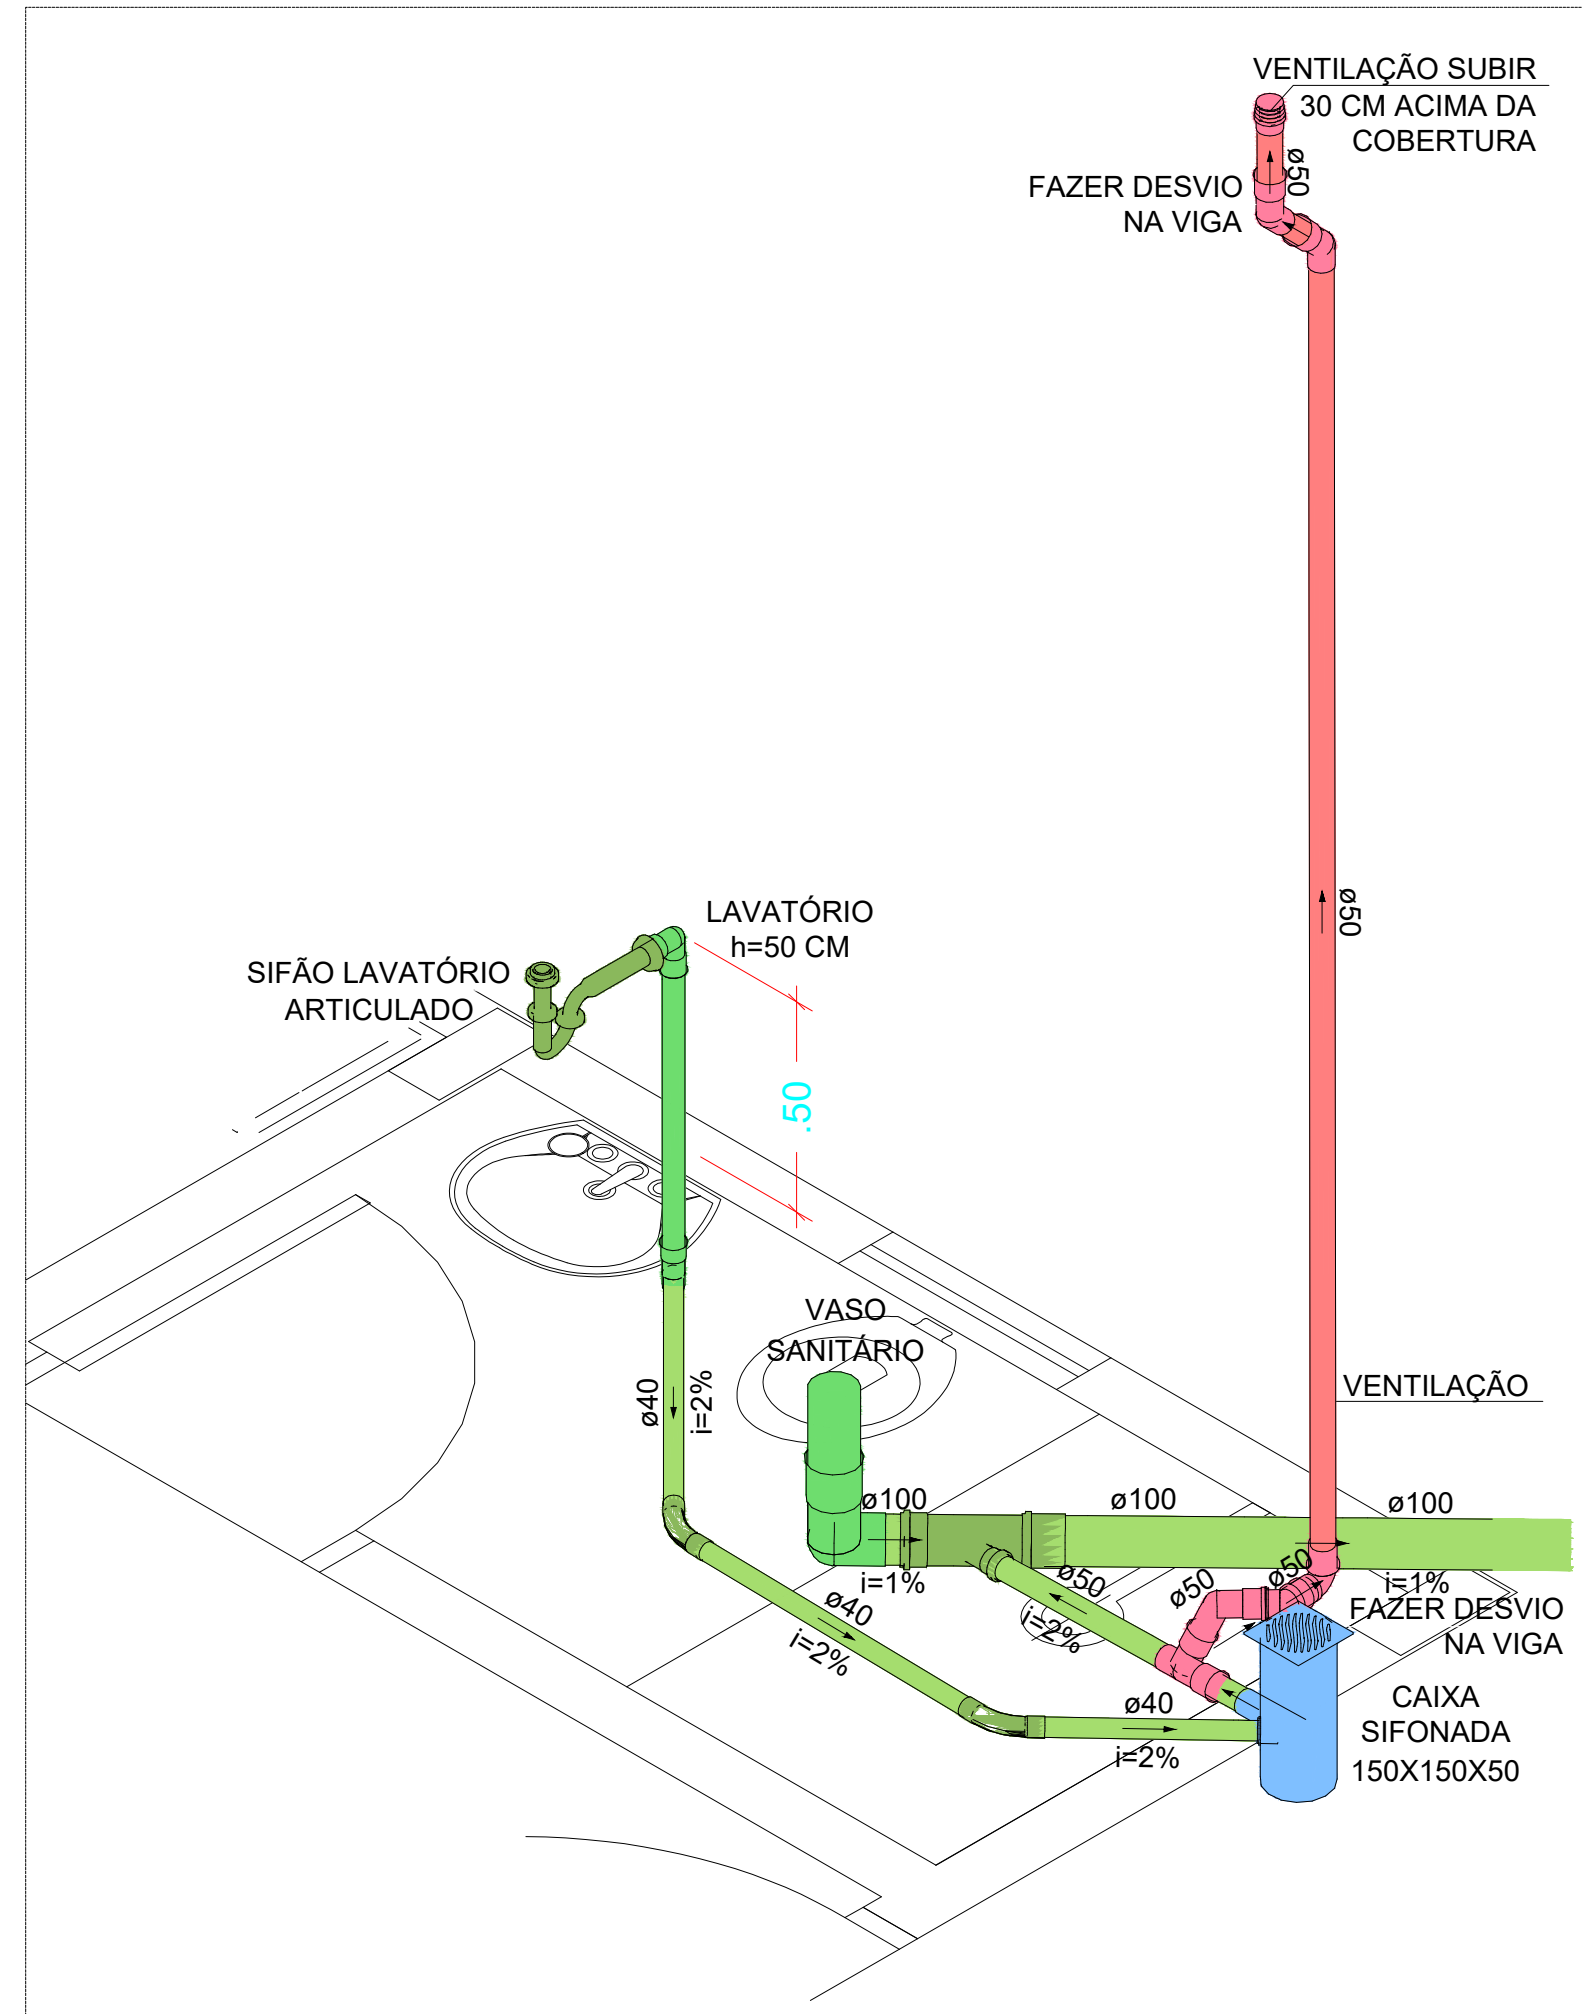 VENTILAÇÃO SUBIR
30 CM ACIMA DA
COBERTURA
ø50
FAZER DESVIO
NA VIGA
ø50
LAVATÓRIO
h=50 CM
SIFÃO LAVATÓRIO
ARTICULADO
.50
VASO
SANITÁRIO
ø40
i=2%
VENTILAÇÃO
ø100
ø100
ø100
i=1%
i=1%
ø50
i=2%
ø50
ø50
FAZER DESVIO
NA VIGA
ø40
i=2%
ø40
i=2%
CAIXA
SIFONADA
150X150X50